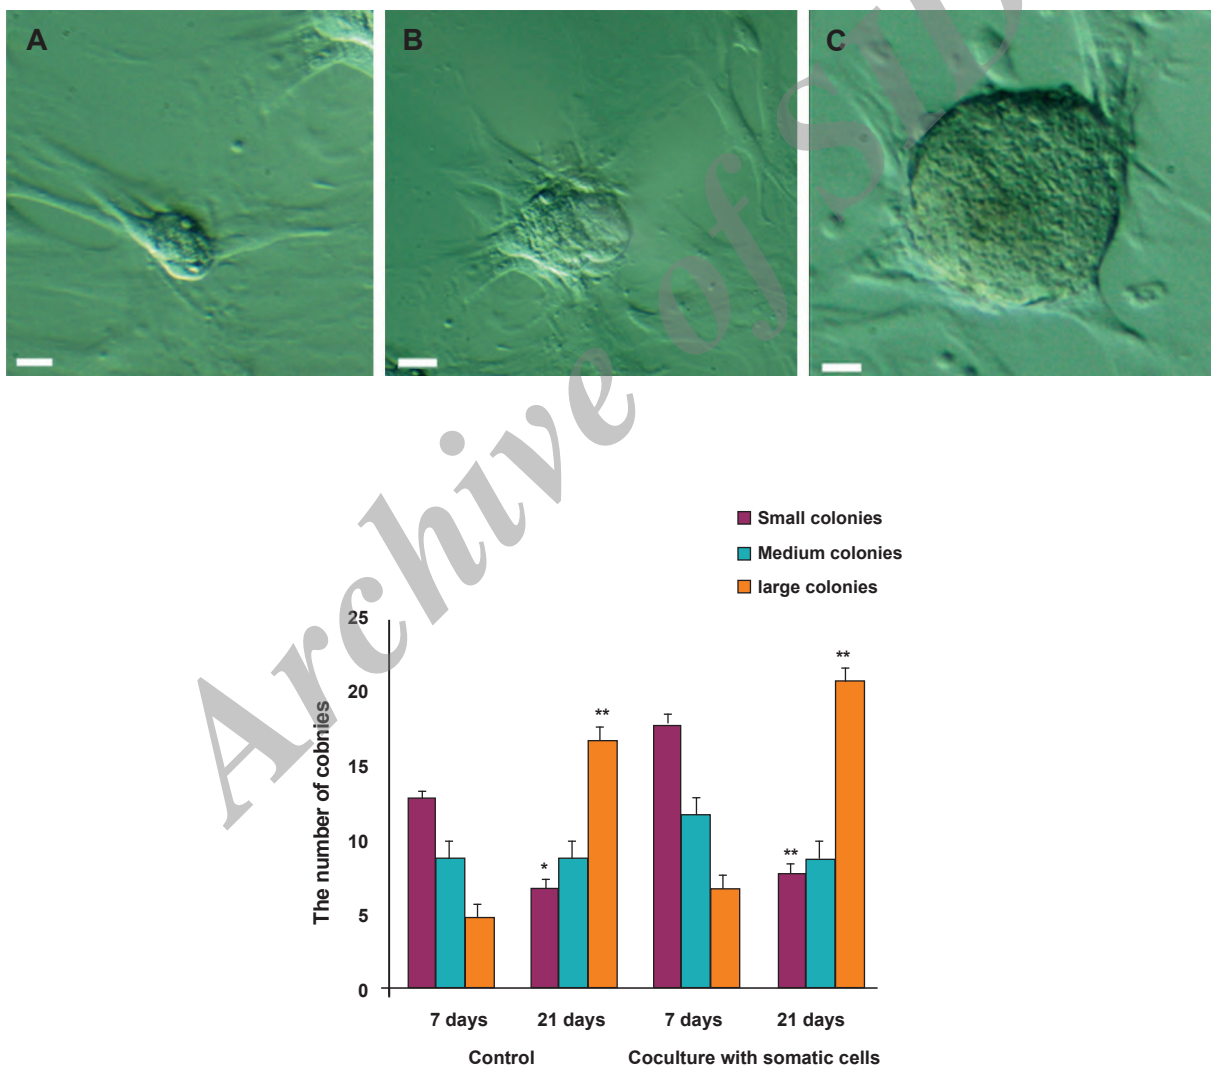 A
B
C
Archive of SID
Small colonies
Medium colonies
large colonies
25
20
15
10
5
0
The number of cobnies
*
**
**
**
7 days
21 days
7 days
21 days
Control
Coculture with somatic cells